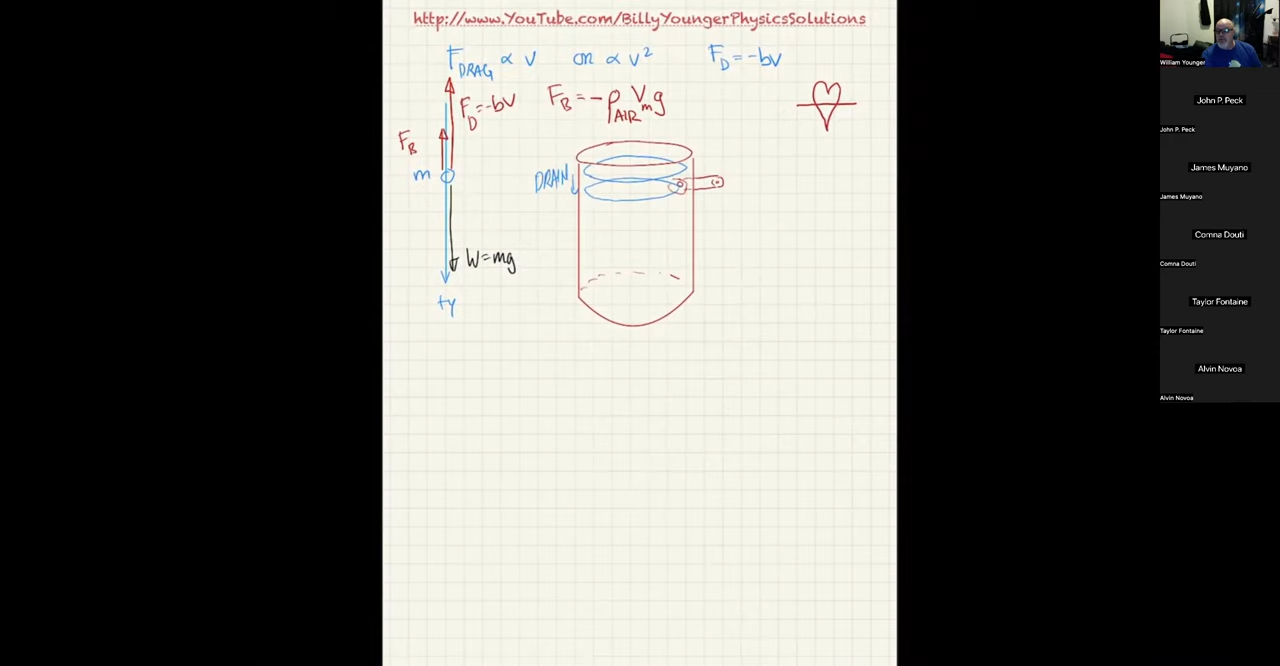 http://www.YouTube.com/BillyYoungerPhysicsSolutions
F_DRAG ∝ v or ∝ v² F_D = -bv
F_D = -bv F_B = -ρ_AIR V_m g
F_B
m
DRAIN ↓
W = mg
+y
William Younger
John P. Peck
John P. Peck
James Muyano
James Muyano
Comna Douti
Comna Douti
Taylor Fontaine
Taylor Fontaine
Alvin Novoa
Alvin Novoa